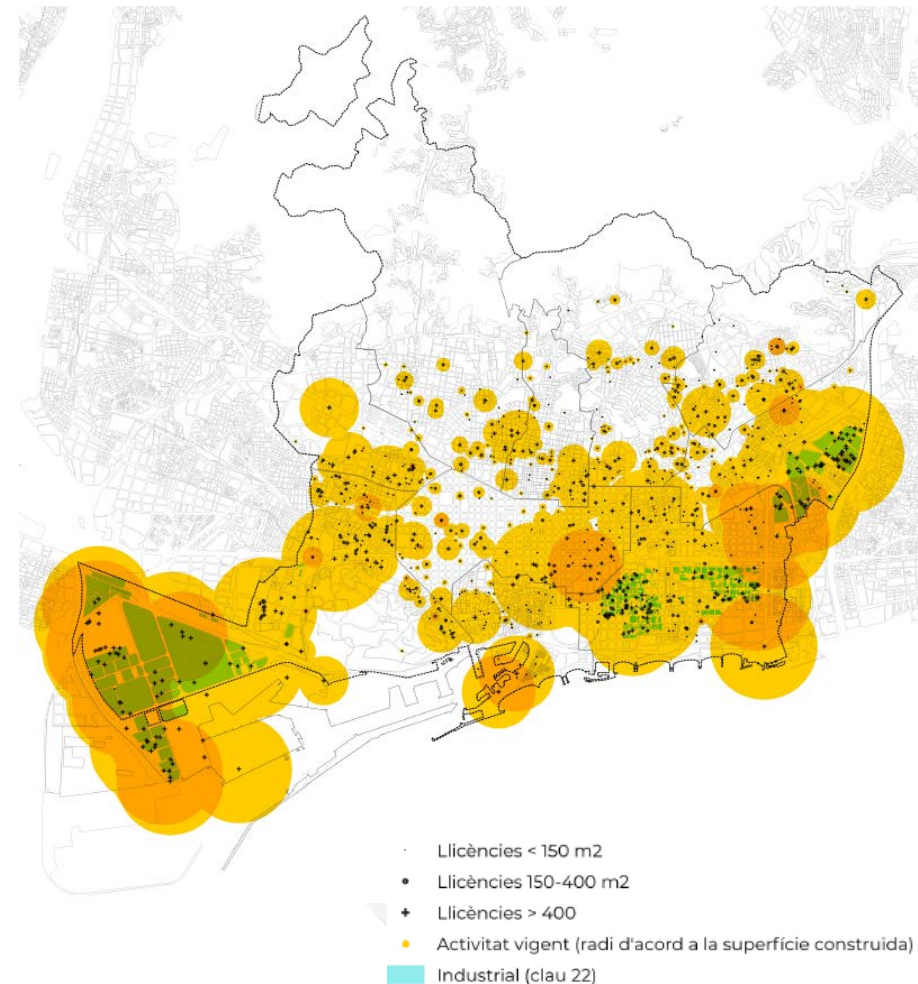 Llicències < 150 m2
Llicències 150-400 m2
Llicències > 400
Activitat vigent (radi d'acord a la superfície construïda)
Industrial (clau 22)